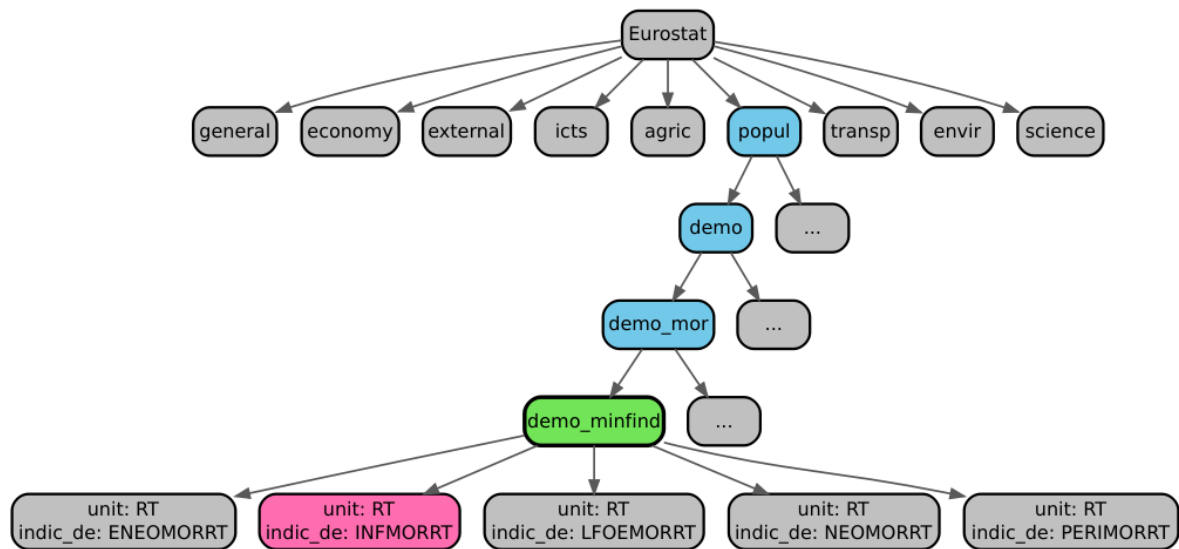 Eurostat
general economy external icts agric popul transp envir science
demo ...
demo_mor ...
demo_minfind ...
unit: RT unit: RT unit: RT unit: RT unit: RT
indic_de: ENEOMORRT indic_de: INFMORRT indic_de: LFOEMORRT indic_de: NEOMORRT indic_de: PERIMORRT